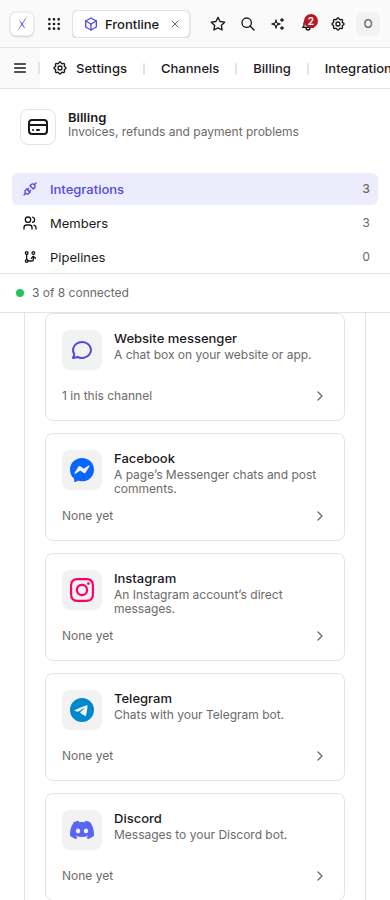 Frontline
2
O
Settings
Channels
Billing
Integration
Billing
Invoices, refunds and payment problems
Integrations 3
Members 3
Pipelines 0
3 of 8 connected
Website messenger
A chat box on your website or app.
1 in this channel
Facebook
A page’s Messenger chats and post
comments.
None yet
Instagram
An Instagram account’s direct
messages.
None yet
Telegram
Chats with your Telegram bot.
None yet
Discord
Messages to your Discord bot.
None yet